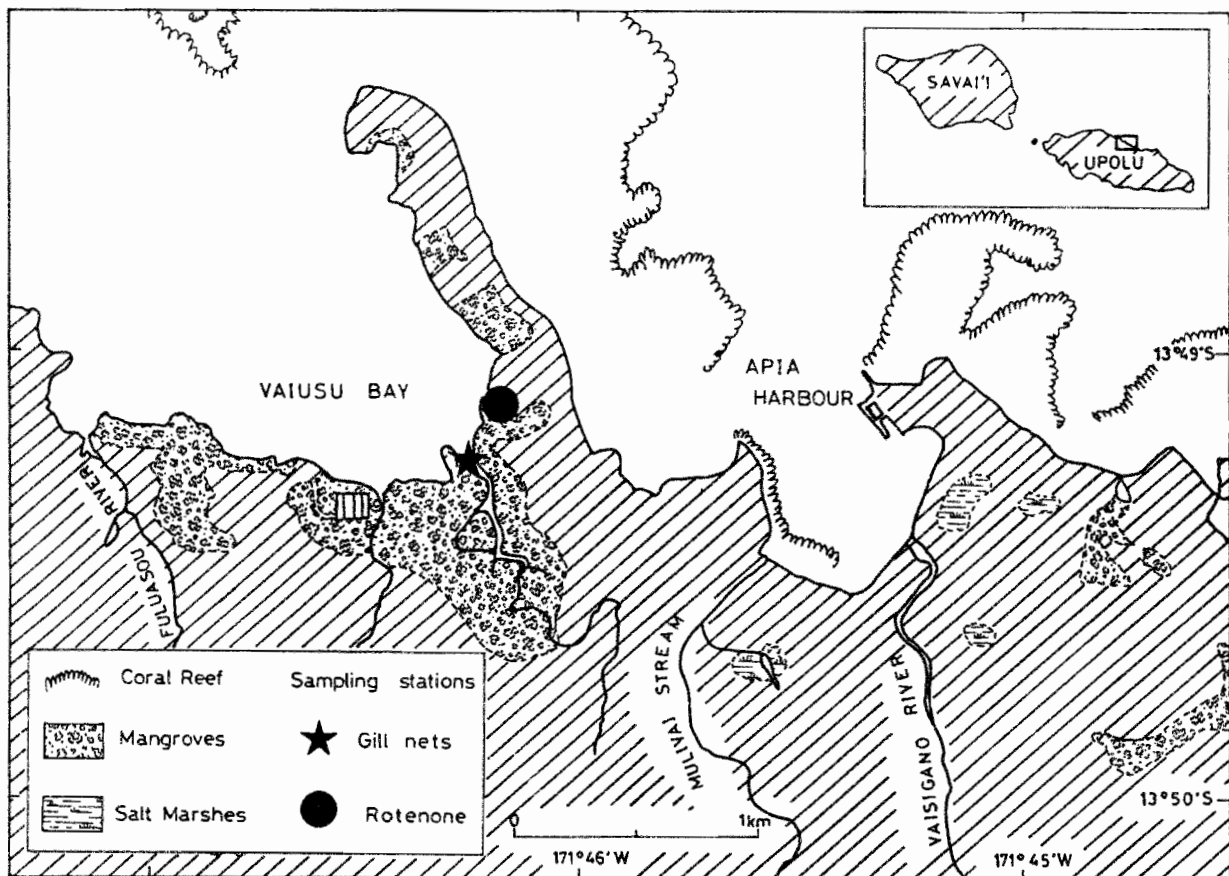 SAVAI'I
UPOLU
13°49'S
APIA
HARBOUR
VAIUSU BAY
FULUASOU RIVER
MULIVAI STREAM
VAISIGANO RIVER
Coral Reef
Sampling stations
Mangroves
Gill nets
Salt Marshes
Rotenone
0
1km
13°50'S
171°46'W
171°45'W